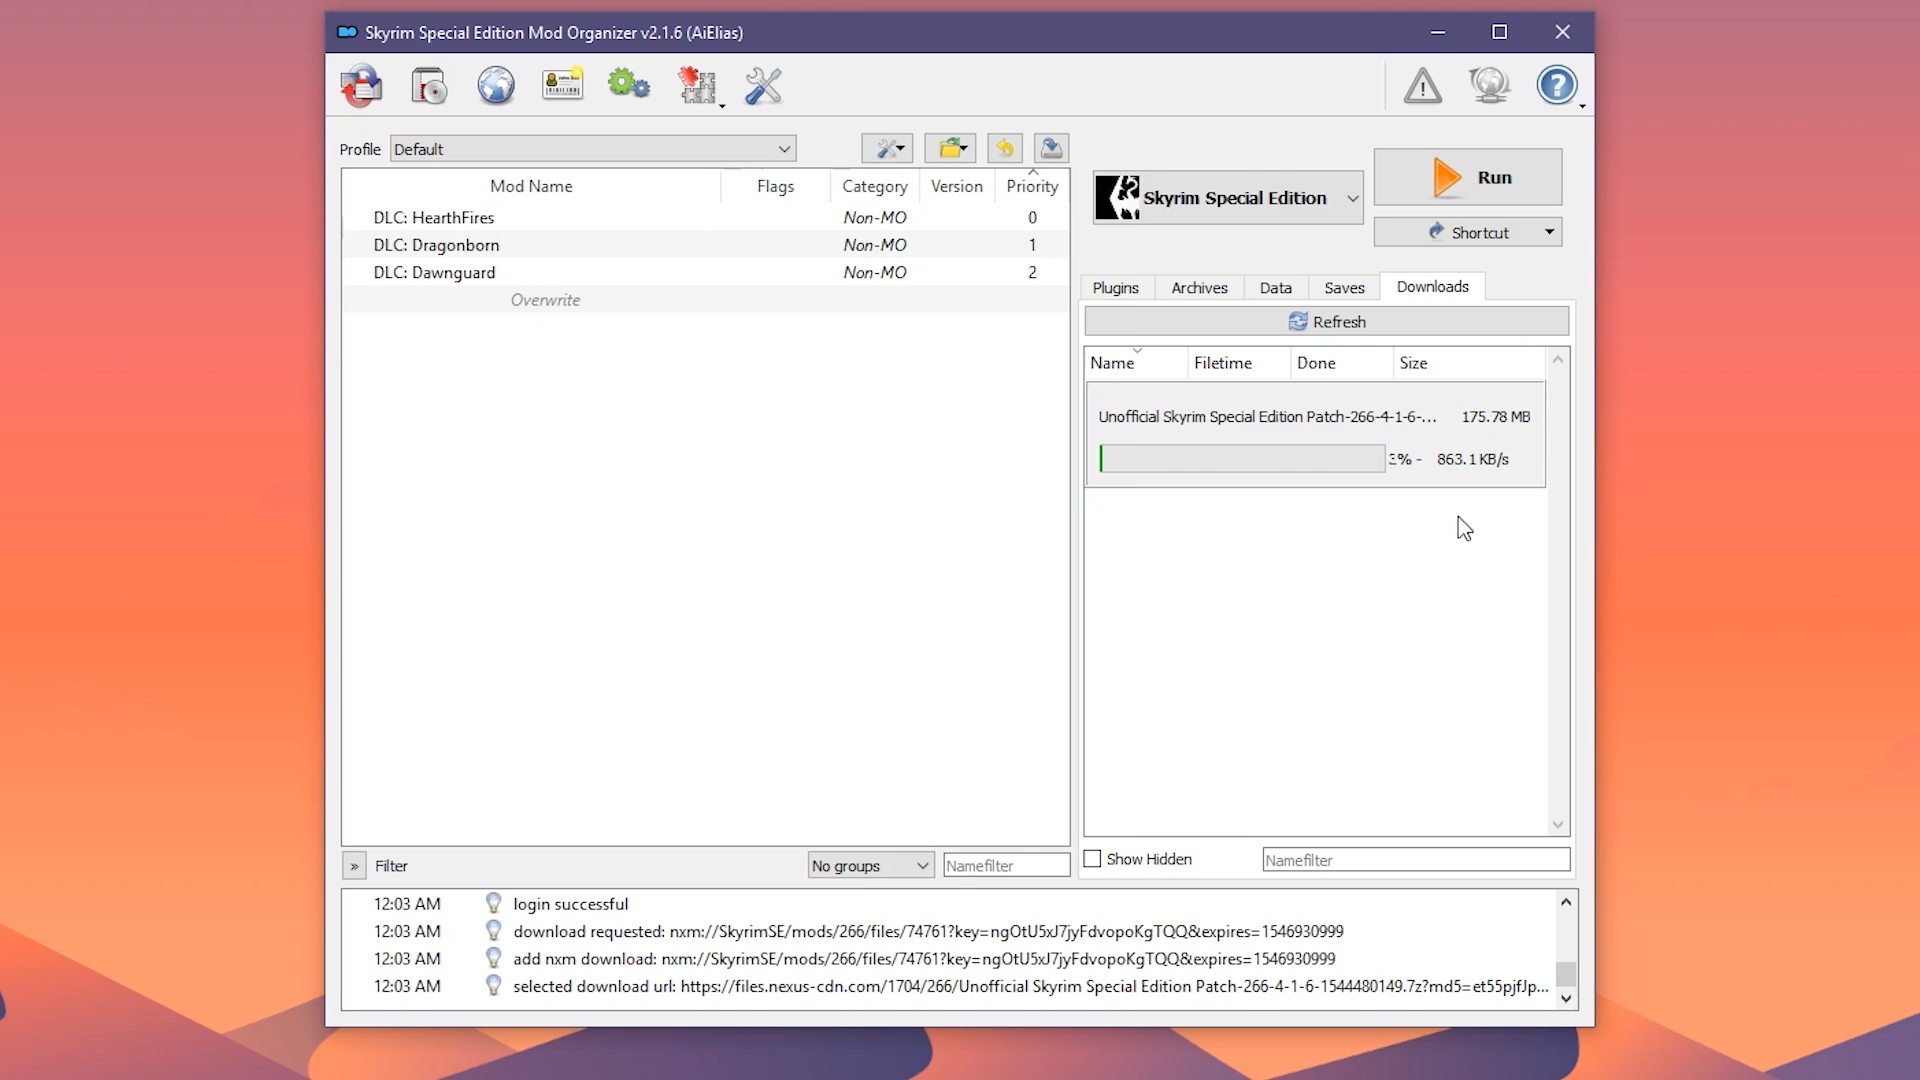 Skyrim Special Edition Mod Organizer v2.1.6 (AiElias)
Profile Default
Mod Name Flags Category Version Priority
DLC: HearthFires Non-MO 0
DLC: Dragonborn Non-MO 1
DLC: Dawnguard Non-MO 2
Overwrite
Skyrim Special Edition
Run
Shortcut
Plugins Archives Data Saves Downloads
Refresh
Name Filetime Done Size
Unofficial Skyrim Special Edition Patch-266-4-1-6-... 175.78 MB
3% - 863.1 KB/s
Show Hidden Namefilter
» Filter No groups Namefilter
12:03 AM login successful
12:03 AM download requested: nxm://SkyrimSE/mods/266/files/74761?key=ngOtU5xJ7jyFdvopoKgTQQ&expires=1546930999
12:03 AM add nxm download: nxm://SkyrimSE/mods/266/files/74761?key=ngOtU5xJ7jyFdvopoKgTQQ&expires=1546930999
12:03 AM selected download url: https://files.nexus-cdn.com/1704/266/Unofficial Skyrim Special Edition Patch-266-4-1-6-1544480149.7z?md5=et55pjfJp...